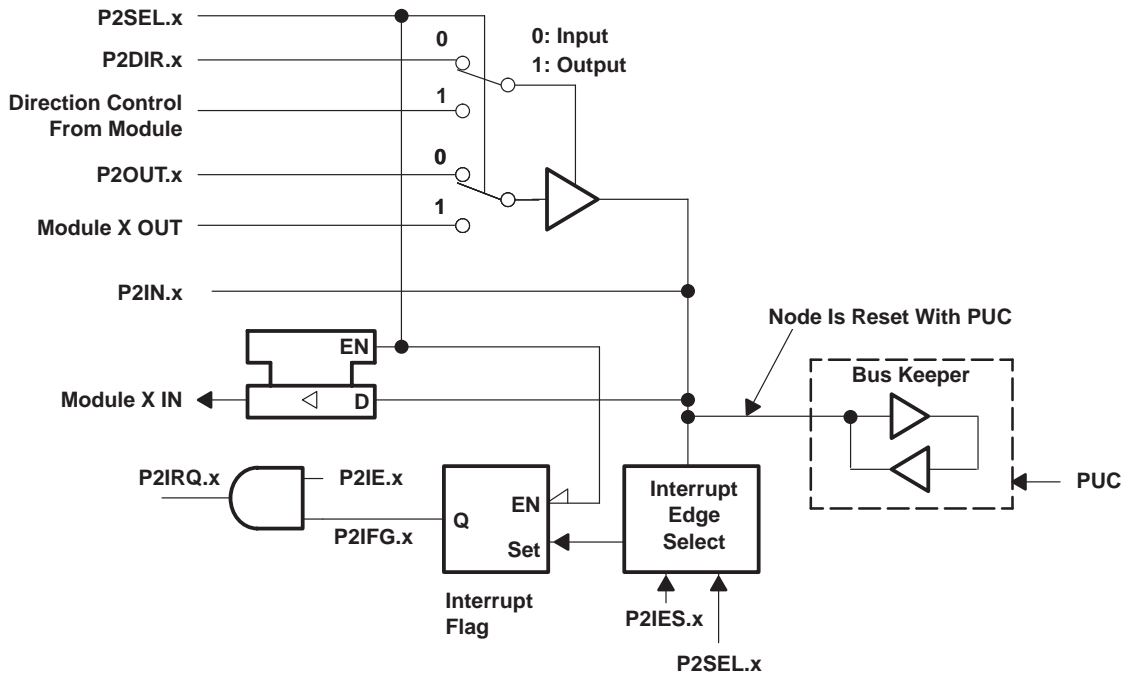 P2SEL.x
0
P2DIR.x
0: Input
1: Output
Direction Control
From Module
1
0
P2OUT.x
1
Module X OUT
P2IN.x
Node Is Reset With PUC
EN
Bus Keeper
Module X IN
D
P2IRQ.x
P2IE.x
P2IFG.x
Q
EN
Set
Interrupt
Edge
Select
PUC
Interrupt
Flag
P2IES.x
P2SEL.x